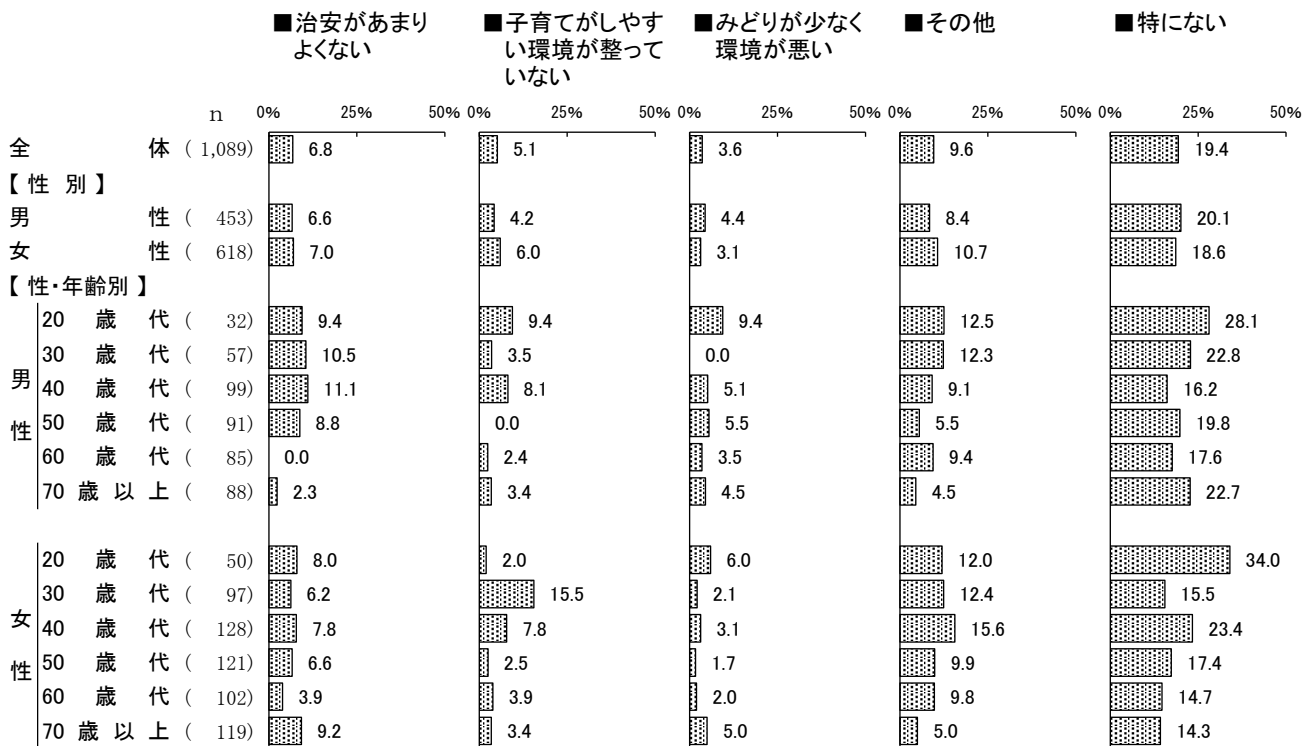 ■治安があまり ■子育てがしやす ■みどりが少なく ■その他 ■特にない
よくない い環境が整って 環境が悪い
いない
n 0% 25% 50% 0% 25% 50% 0% 25% 50% 0% 25% 50% 0% 25% 50%
全 体 ( 1,089) 6.8 5.1 3.6 9.6 19.4
【 性 別 】
男 性 ( 453) 6.6 4.2 4.4 8.4 20.1
女 性 ( 618) 7.0 6.0 3.1 10.7 18.6
【 性・年齢別 】
男性
20 歳 代 ( 32) 9.4 9.4 9.4 12.5 28.1
30 歳 代 ( 57) 10.5 3.5 0.0 12.3 22.8
40 歳 代 ( 99) 11.1 8.1 5.1 9.1 16.2
50 歳 代 ( 91) 8.8 0.0 5.5 5.5 19.8
60 歳 代 ( 85) 0.0 2.4 3.5 9.4 17.6
70 歳 以 上 ( 88) 2.3 3.4 4.5 4.5 22.7
女性
20 歳 代 ( 50) 8.0 2.0 6.0 12.0 34.0
30 歳 代 ( 97) 6.2 15.5 2.1 12.4 15.5
40 歳 代 ( 128) 7.8 7.8 3.1 15.6 23.4
50 歳 代 ( 121) 6.6 2.5 1.7 9.9 17.4
60 歳 代 ( 102) 3.9 3.9 2.0 9.8 14.7
70 歳 以 上 ( 119) 9.2 3.4 5.0 5.0 14.3